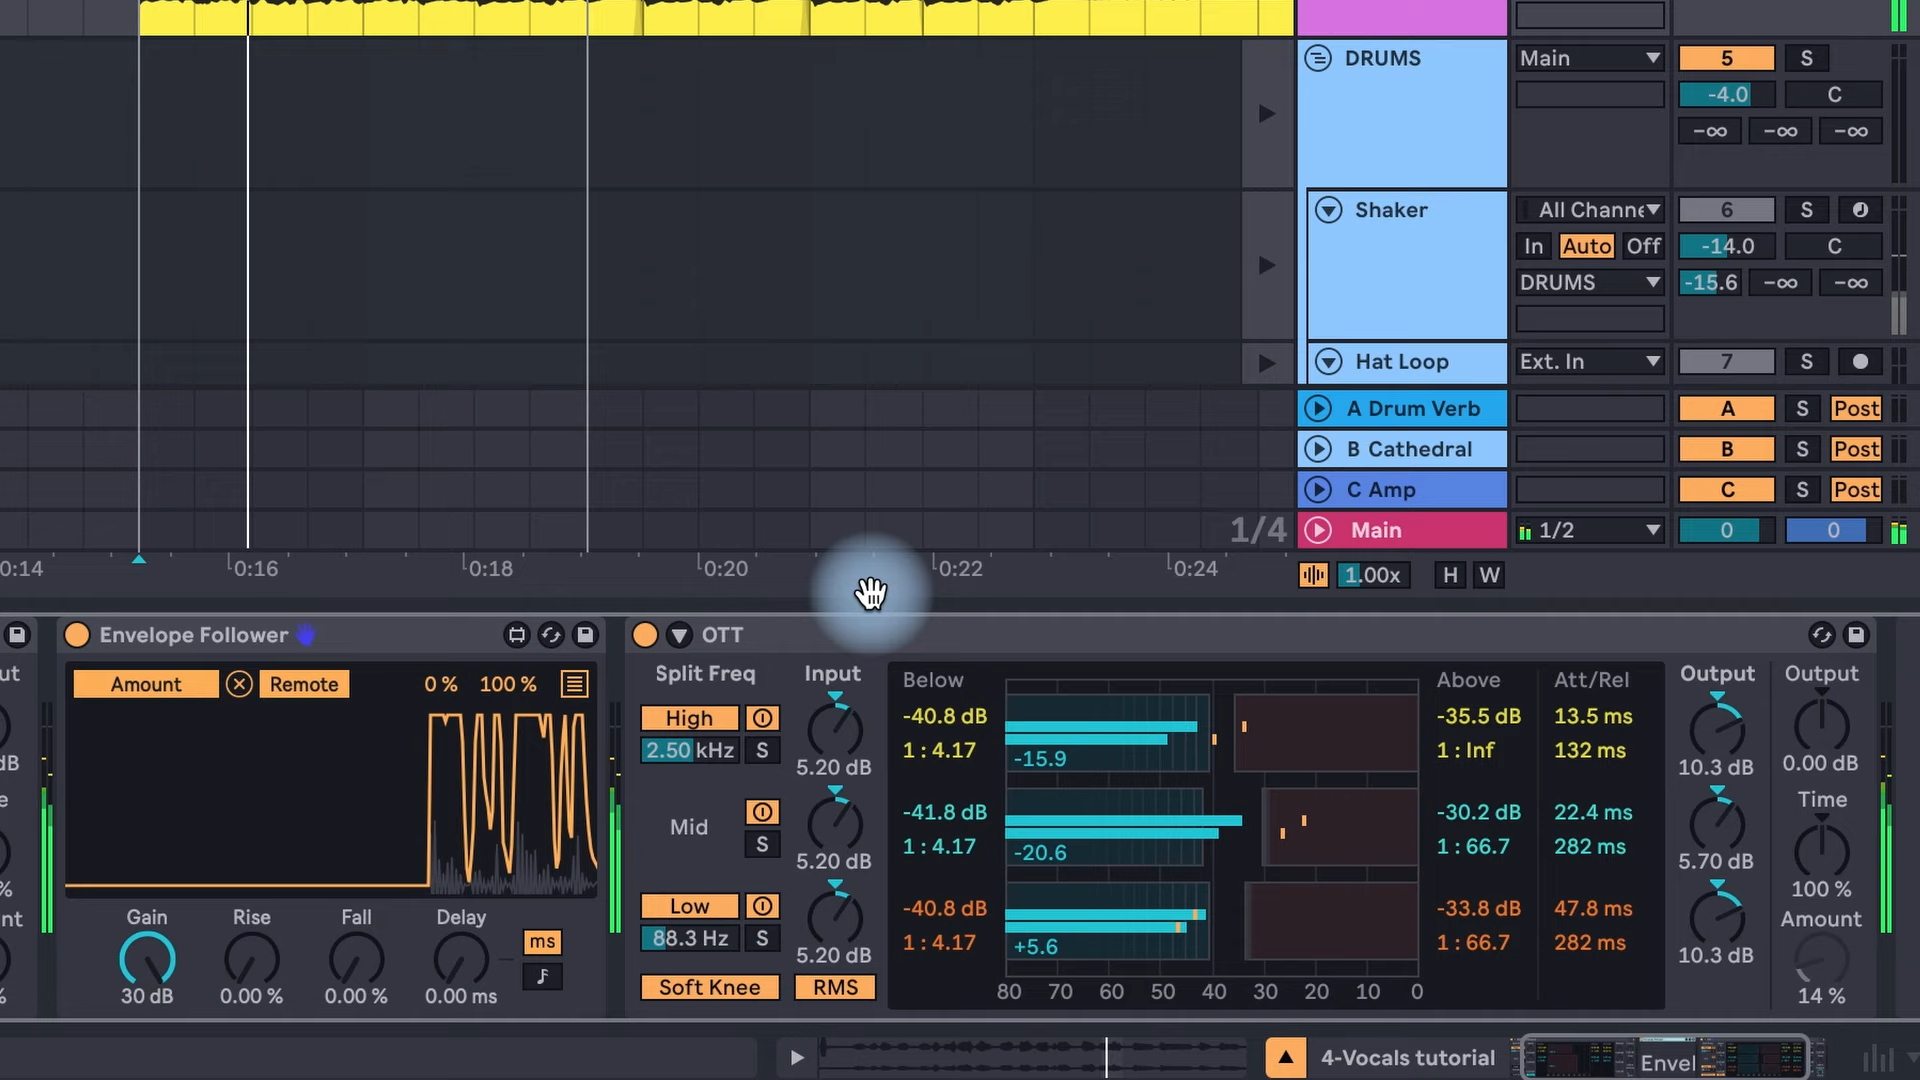 DRUMS Main 5 S
-4.0 C
-∞ -∞ -∞
Shaker All Channe 6 S
In Auto Off -14.0 C
DRUMS -15.6 -∞ -∞
Hat Loop Ext. In 7 S
A Drum Verb A S Post
B Cathedral B S Post
C Amp C S Post
1/4 Main 1/2 0 0
0:14 0:16 0:18 0:20 0:22 0:24 1.00x H W
Envelope Follower OTT
ut Amount Remote 0 % 100 % Split Freq Input Below Above Att/Rel Output Output
High -40.8 dB -35.5 dB 13.5 ms
2.50 kHz S 1 : 4.17 -15.9 1 : Inf 132 ms
dB 5.20 dB 10.3 dB 0.00 dB
e Time
Mid -41.8 dB -30.2 dB 22.4 ms
S 1 : 4.17 -20.6 1 : 66.7 282 ms
% 5.20 dB 5.70 dB 100 %
nt Gain Rise Fall Delay Low -40.8 dB -33.8 dB 47.8 ms Amount
ms 88.3 Hz S 1 : 4.17 +5.6 1 : 66.7 282 ms
5.20 dB 10.3 dB
% 30 dB 0.00 % 0.00 % 0.00 ms Soft Knee RMS 80 70 60 50 40 30 20 10 0 14 %
4-Vocals tutorial Envel